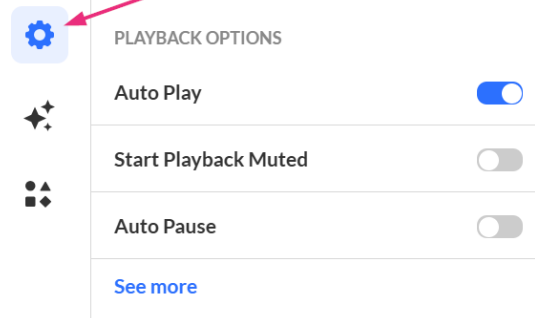 PLAYBACK OPTIONS
Auto Play
Start Playback Muted
Auto Pause
See more